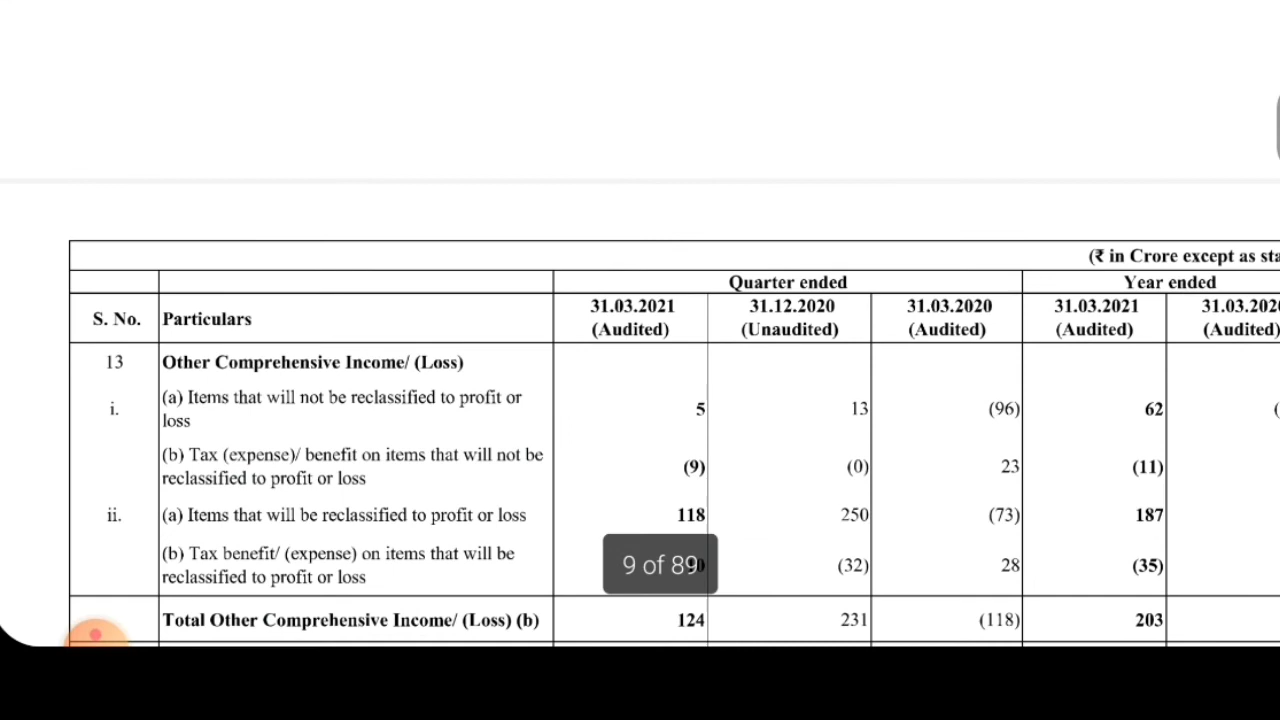 (₹ in Crore except as
Quarter ended Year ended
S. No. Particulars 31.03.2021 (Audited) 31.12.2020 (Unaudited) 31.03.2020 (Audited) 31.03.2021 (Audited) (Audited)
13 Other Comprehensive Income/ (Loss)
i. (a) Items that will not be reclassified to profit or
loss 5 13 (96) 62
(b) Tax (expense)/ benefit on items that will not be
reclassified to profit or loss (9) (0) 23 (11)
ii. (a) Items that will be reclassified to profit or loss 118 250 (73) 187
(b) Tax benefit/ (expense) on items that will be
reclassified to profit or loss (32) 28 (35)
9 of 89
Total Other Comprehensive Income/ (Loss) (b) 124 231 (118) 203